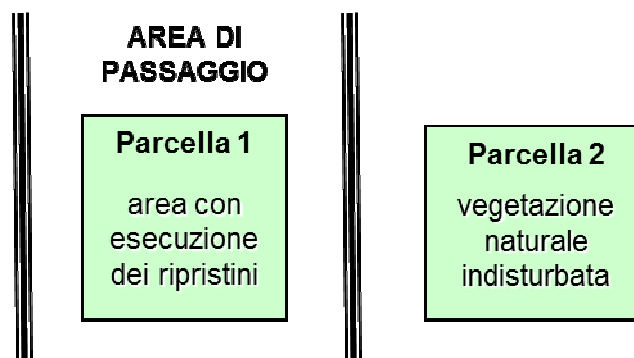 AREA DI
PASSAGGIO
Parcella 1
area con
esecuzione
dei ripristini
Parcella 2
vegetazione
naturale
indisturbata